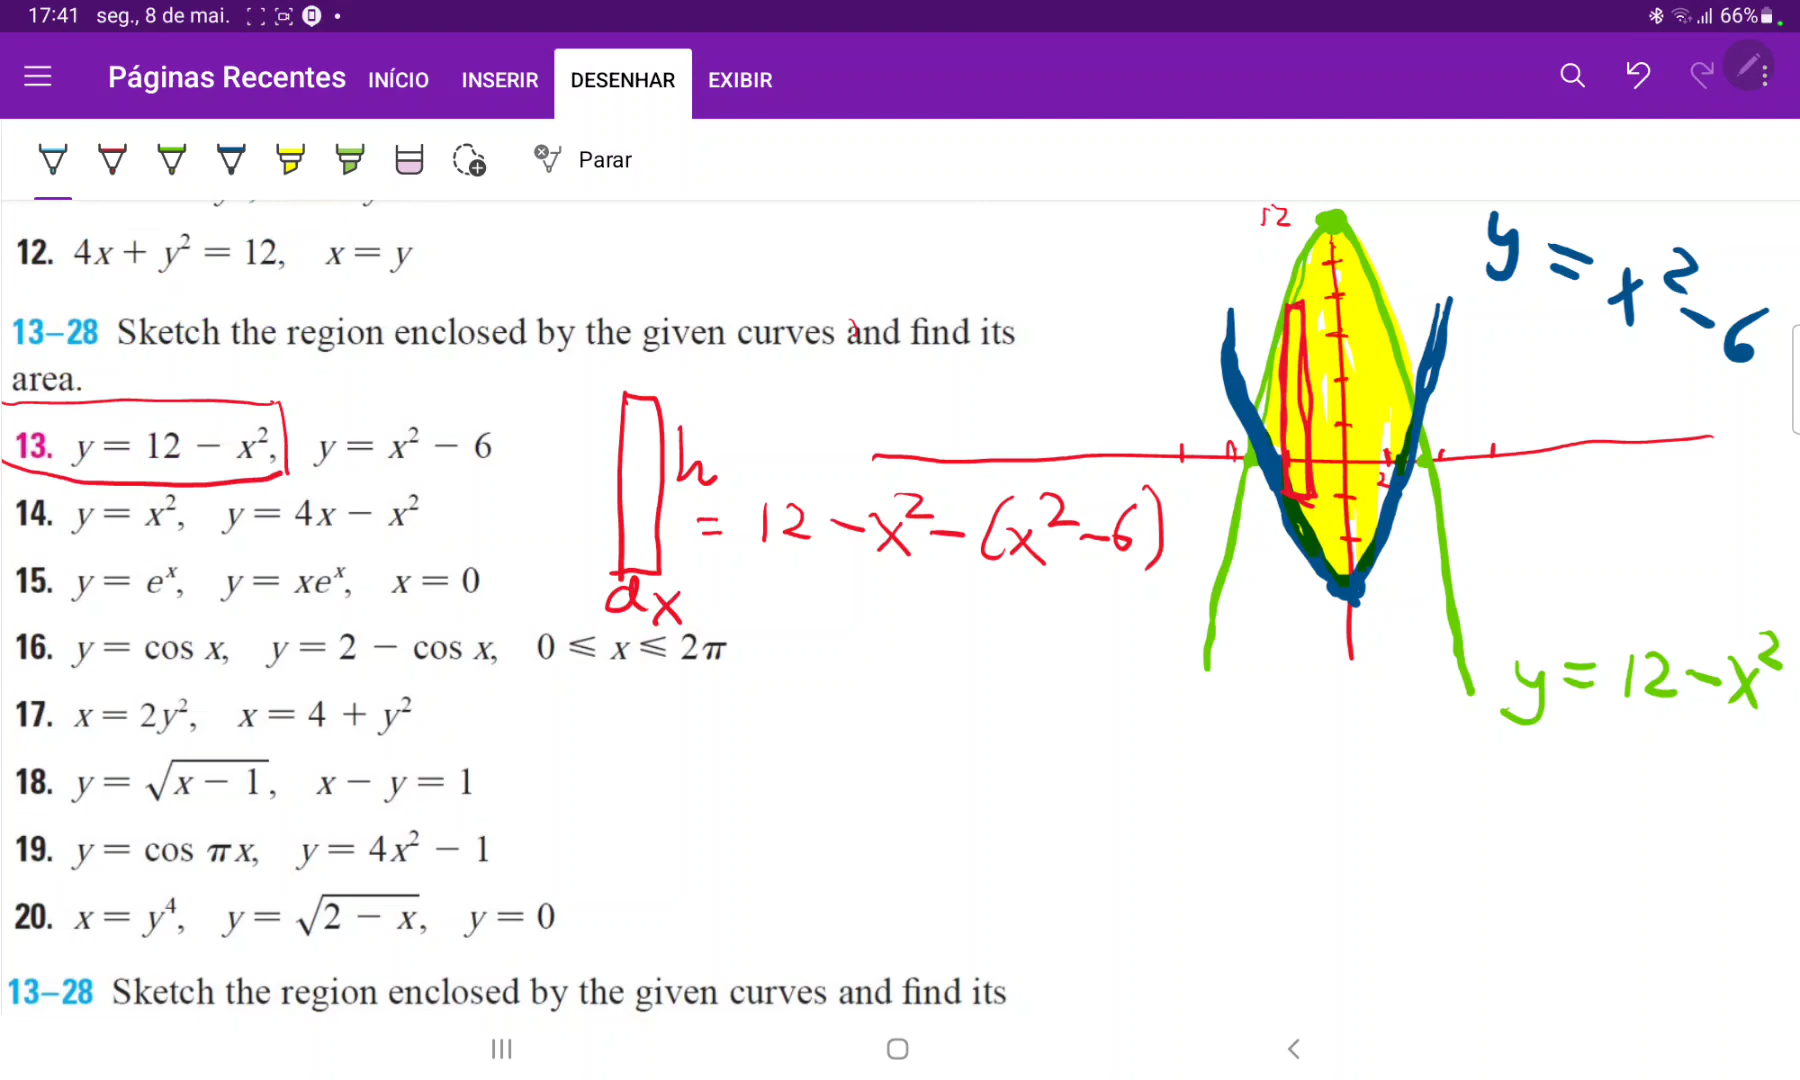 17:41 seg., 8 de mai. 66%
Páginas Recentes INÍCIO INSERIR DESENHAR EXIBIR
Parar
12. 4x + y² = 12, x = y
13–28 Sketch the region enclosed by the given curves and find its
area.
13. y = 12 − x², y = x² − 6
14. y = x², y = 4x − x²
15. y = eˣ, y = xeˣ, x = 0
16. y = cos x, y = 2 − cos x, 0 ⩽ x ⩽ 2π
17. x = 2y², x = 4 + y²
18. y = √(x − 1), x − y = 1
19. y = cos πx, y = 4x² − 1
20. x = y⁴, y = √(2 − x), y = 0
13–28 Sketch the region enclosed by the given curves and find its
h
= 12 − x² − (x² − 6)
dx
12
y = x² − 6
2
y = 12 − x²